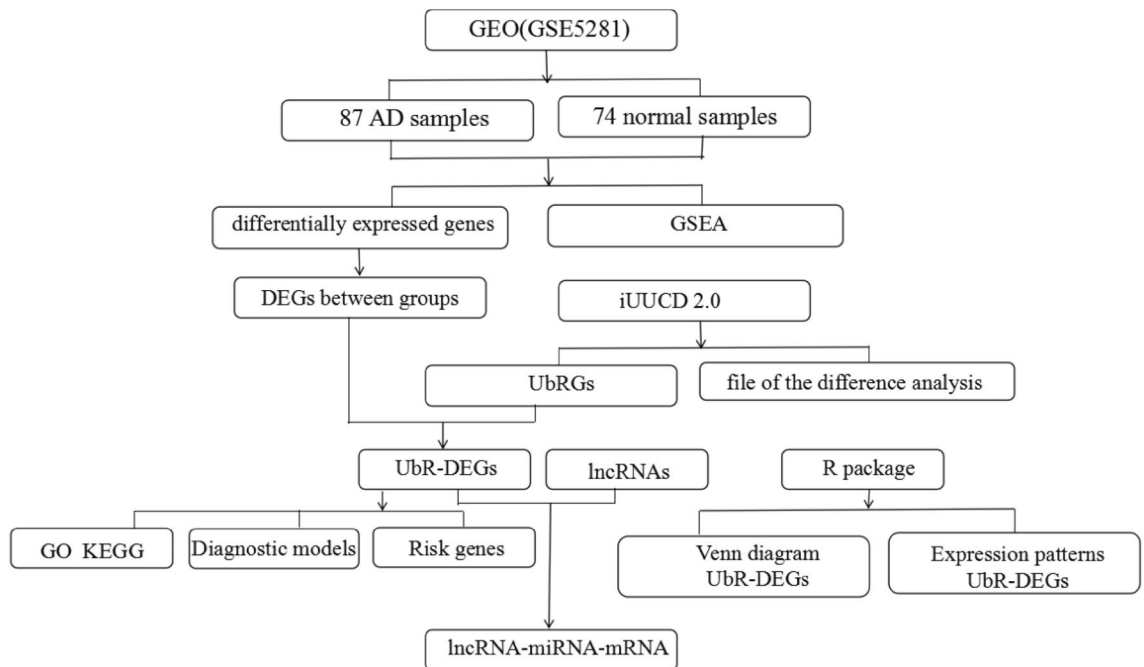 GEO(GSE5281)
87 AD samples
74 normal samples
differentially expressed genes
GSEA
DEGs between groups
iUUCD 2.0
UbRGs
file of the difference analysis
UbR-DEGs
lncRNAs
R package
GO KEGG
Diagnostic models
Risk genes
Venn diagram
UbR-DEGs
Expression patterns
UbR-DEGs
lncRNA-miRNA-mRNA